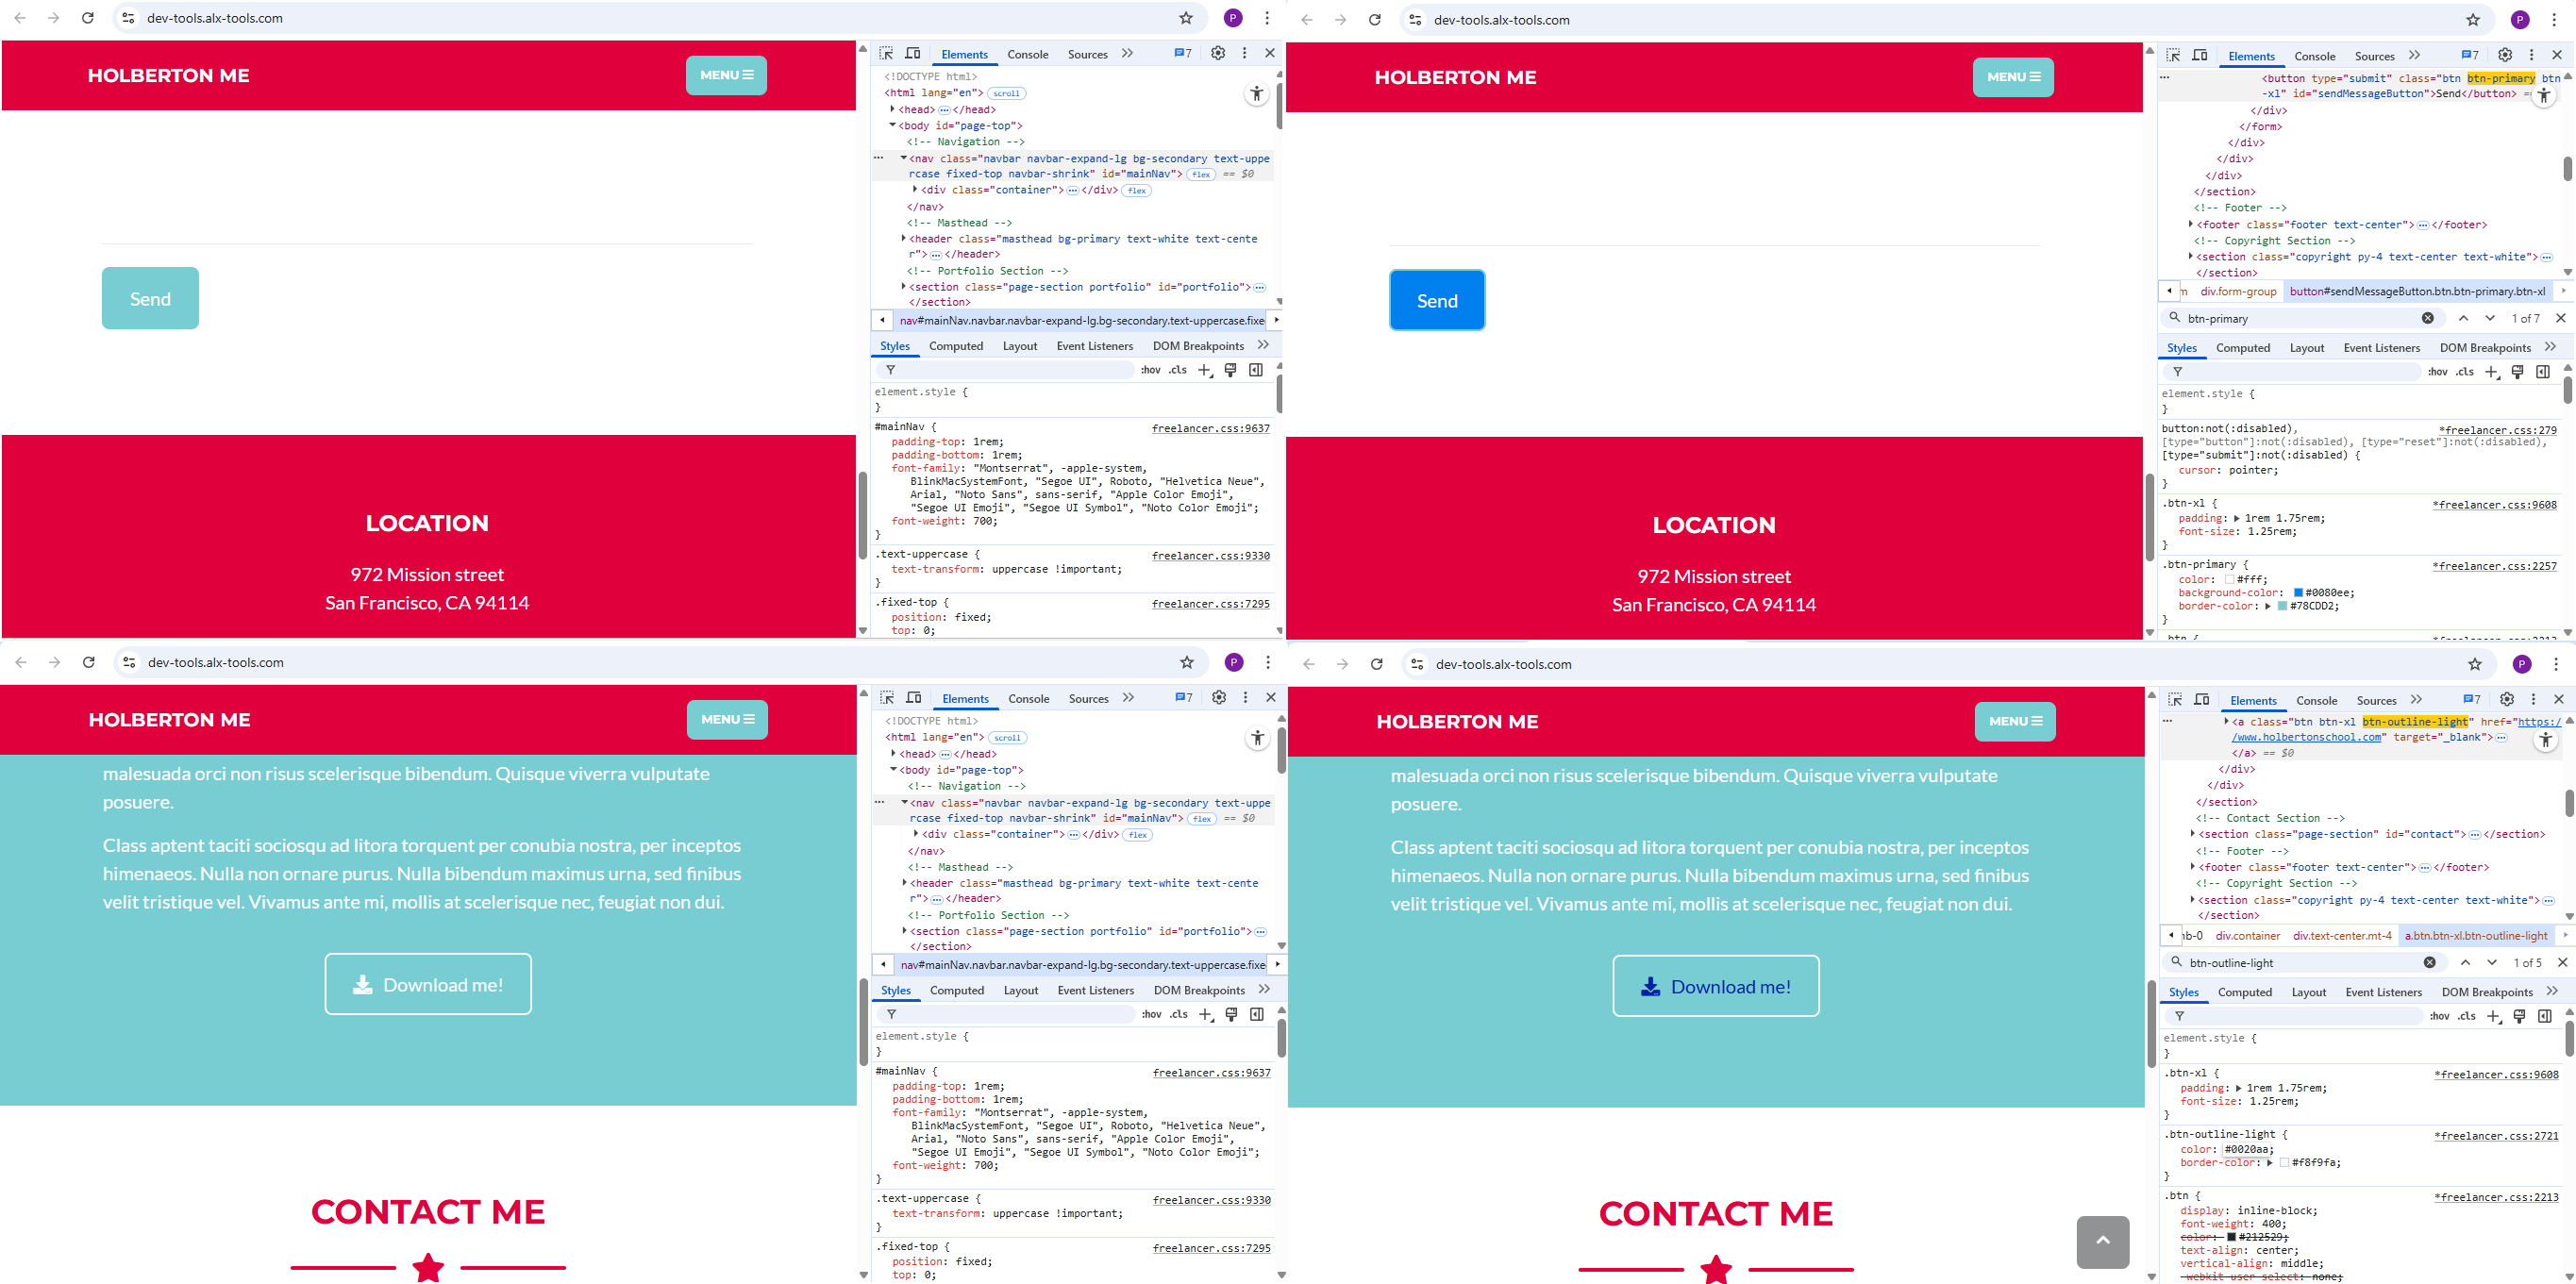 dev-tools.alx-tools.com
P
HOLBERTON ME
MENU
Send
LOCATION
972 Mission street
San Francisco, CA 94114
Elements
Console
Sources
7
<!DOCTYPE html>
<html lang="en"> scroll
<head> </head>
<body id="page-top">
<!-- Navigation -->
<nav class="navbar navbar-expand-lg bg-secondary text-uppe
rcase fixed-top navbar-shrink" id="mainNav"> flex == $0
<div class="container"> </div> flex
</nav>
<!-- Masthead -->
<header class="masthead bg-primary text-white text-cente
r"> </header>
<!-- Portfolio Section -->
<section class="page-section portfolio" id="portfolio">
</section>
nav#mainNav.navbar.navbar-expand-lg.bg-secondary.text-uppercase.fixe
Styles
Computed
Layout
Event Listeners
DOM Breakpoints
:hov .cls
element.style {
}
#mainNav { freelancer.css:9637
padding-top: 1rem;
padding-bottom: 1rem;
font-family: "Montserrat", -apple-system,
BlinkMacSystemFont, "Segoe UI", Roboto, "Helvetica Neue",
Arial, "Noto Sans", sans-serif, "Apple Color Emoji",
"Segoe UI Emoji", "Segoe UI Symbol", "Noto Color Emoji";
font-weight: 700;
}
.text-uppercase { freelancer.css:9330
text-transform: uppercase !important;
}
.fixed-top { freelancer.css:7295
position: fixed;
top: 0;
dev-tools.alx-tools.com
P
HOLBERTON ME
MENU
Send
LOCATION
972 Mission street
San Francisco, CA 94114
Elements
Console
Sources
7
<button type="submit" class="btn btn-primary btn
-xl" id="sendMessageButton">Send</button> =
</div>
</form>
</div>
</div>
</div>
</section>
<!-- Footer -->
<footer class="footer text-center"> </footer>
<!-- Copyright Section -->
<section class="copyright py-4 text-center text-white">
</section>
m div.form-group button#sendMessageButton.btn.btn-primary.btn-xl
btn-primary
1 of 7
Styles
Computed
Layout
Event Listeners
DOM Breakpoints
:hov .cls
element.style {
}
button:not(:disabled), *freelancer.css:279
[type="button"]:not(:disabled), [type="reset"]:not(:disabled),
[type="submit"]:not(:disabled) {
cursor: pointer;
}
.btn-xl { *freelancer.css:9608
padding: 1rem 1.75rem;
font-size: 1.25rem;
}
.btn-primary { *freelancer.css:2257
color: #fff;
background-color: #0080ee;
border-color: #78CDD2;
}
dev-tools.alx-tools.com
P
HOLBERTON ME
MENU
malesuada orci non risus scelerisque bibendum. Quisque viverra vulputate
posuere.
Class aptent taciti sociosqu ad litora torquent per conubia nostra, per inceptos
himenaeos. Nulla non ornare purus. Nulla bibendum maximus urna, sed finibus
velit tristique vel. Vivamus ante mi, mollis at scelerisque nec, feugiat non dui.
Download me!
CONTACT ME
Elements
Console
Sources
7
<!DOCTYPE html>
<html lang="en"> scroll
<head> </head>
<body id="page-top">
<!-- Navigation -->
<nav class="navbar navbar-expand-lg bg-secondary text-uppe
rcase fixed-top navbar-shrink" id="mainNav"> flex == $0
<div class="container"> </div> flex
</nav>
<!-- Masthead -->
<header class="masthead bg-primary text-white text-cente
r"> </header>
<!-- Portfolio Section -->
<section class="page-section portfolio" id="portfolio">
</section>
nav#mainNav.navbar.navbar-expand-lg.bg-secondary.text-uppercase.fixe
Styles
Computed
Layout
Event Listeners
DOM Breakpoints
:hov .cls
element.style {
}
#mainNav { freelancer.css:9637
padding-top: 1rem;
padding-bottom: 1rem;
font-family: "Montserrat", -apple-system,
BlinkMacSystemFont, "Segoe UI", Roboto, "Helvetica Neue",
Arial, "Noto Sans", sans-serif, "Apple Color Emoji",
"Segoe UI Emoji", "Segoe UI Symbol", "Noto Color Emoji";
font-weight: 700;
}
.text-uppercase { freelancer.css:9330
text-transform: uppercase !important;
}
.fixed-top { freelancer.css:7295
position: fixed;
top: 0;
dev-tools.alx-tools.com
P
HOLBERTON ME
MENU
malesuada orci non risus scelerisque bibendum. Quisque viverra vulputate
posuere.
Class aptent taciti sociosqu ad litora torquent per conubia nostra, per inceptos
himenaeos. Nulla non ornare purus. Nulla bibendum maximus urna, sed finibus
velit tristique vel. Vivamus ante mi, mollis at scelerisque nec, feugiat non dui.
Download me!
CONTACT ME
Elements
Console
Sources
7
<a class="btn btn-xl btn-outline-light" href="https:/
/www.holbertonschool.com" target="_blank">
</a> == $0
</div>
</div>
</section>
<!-- Contact Section -->
<section class="page-section" id="contact"> </section>
<!-- Footer -->
<footer class="footer text-center"> </footer>
<!-- Copyright Section -->
<section class="copyright py-4 text-center text-white">
</section>
nb-0 div.container div.text-center.mt-4 a.btn.btn-xl.btn-outline-light
btn-outline-light
1 of 5
Styles
Computed
Layout
Event Listeners
DOM Breakpoints
:hov .cls
element.style {
}
.btn-xl { *freelancer.css:9608
padding: 1rem 1.75rem;
font-size: 1.25rem;
}
.btn-outline-light { *freelancer.css:2721
color: #0020aa;
border-color: #f8f9fa;
}
.btn { *freelancer.css:2213
display: inline-block;
font-weight: 400;
color: #212529;
text-align: center;
vertical-align: middle;
-webkit-user-select: none;